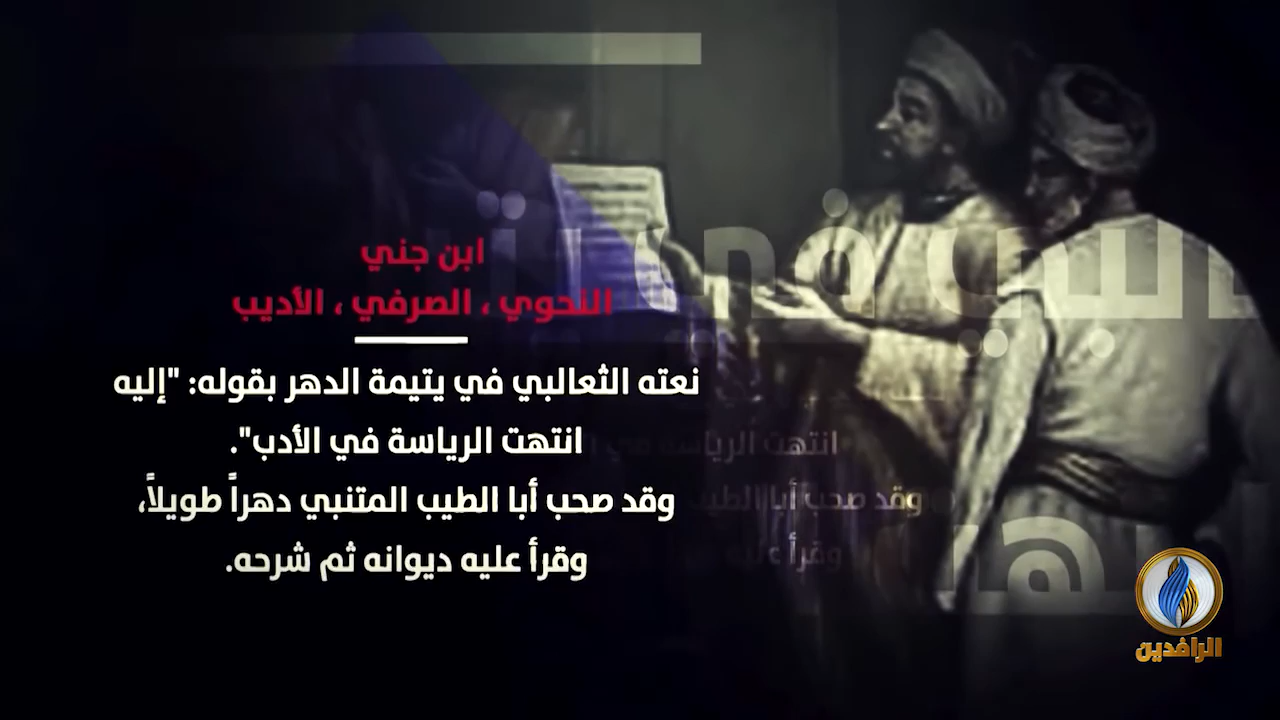 ابن جني
النحوي ، الصرفي ، الأديب
نعته الثعالبي في يتيمة الدهر بقوله: "إليه
انتهت الرياسة في الأدب".
وقد صحب أبا الطيب المتنبي دهراً طويلاً،
وقرأ عليه ديوانه ثم شرحه.
الرافدين